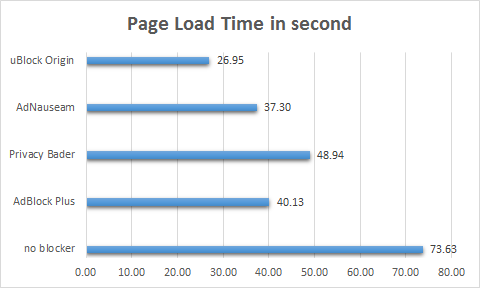 Page Load Time in second
uBlock Origin 26.95
AdNauseam 37.30
Privacy Bader 48.94
AdBlock Plus 40.13
no blocker 73.63
0.00 10.00 20.00 30.00 40.00 50.00 60.00 70.00 80.00